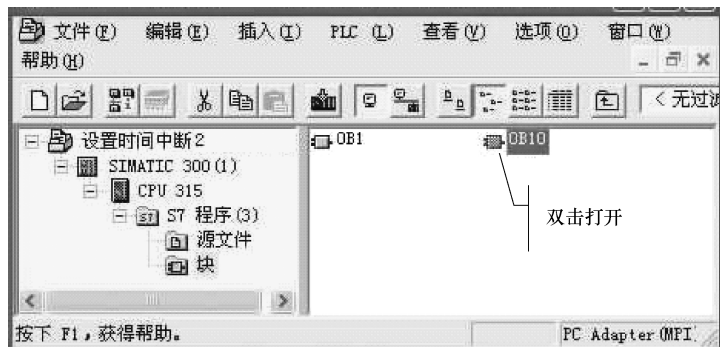 文件(F) 编辑(E) 插入(I) PLC (L) 查看(V) 选项(O) 窗口(W)
帮助(H)
< 无过滤
设置时间中断2
SIMATIC 300(1)
CPU 315
S7 程序(3)
源文件
块
OB1
OB10
双击打开
按下 F1，获得帮助。
PC Adapter(MPI)